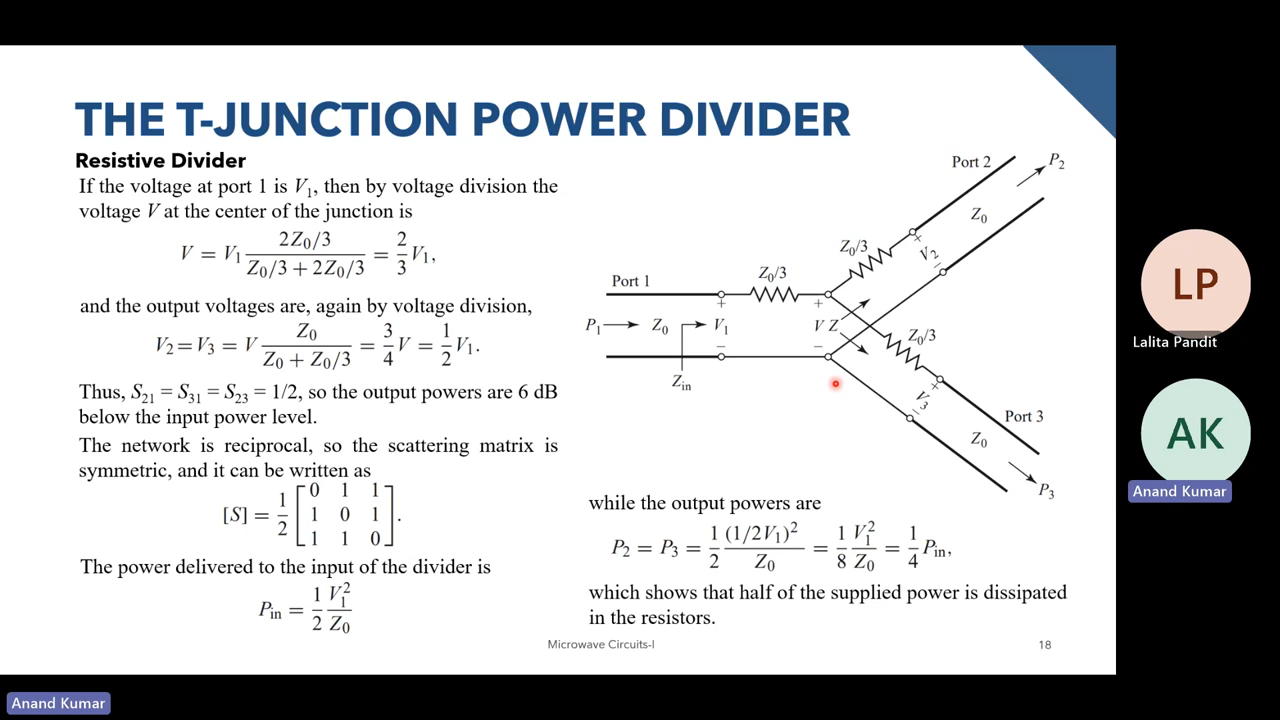 THE T-JUNCTION POWER DIVIDER
Resistive Divider
If the voltage at port 1 is V₁, then by voltage division the
voltage V at the center of the junction is
V = V₁ (2Z₀/3)/(Z₀/3 + 2Z₀/3) = 2/3 V₁,
and the output voltages are, again by voltage division,
V₂ = V₃ = V Z₀/(Z₀ + Z₀/3) = 3/4 V = 1/2 V₁.
Thus, S₂₁ = S₃₁ = S₂₃ = 1/2, so the output powers are 6 dB
below the input power level.
The network is reciprocal, so the scattering matrix is
symmetric, and it can be written as
[S] = 1/2 [0 1 1
1 0 1
1 1 0].
The power delivered to the input of the divider is
P_in = 1/2 V₁²/Z₀
Port 2
P₂
Z₀
Z₀/3
+ V₂ −
Port 1
Z₀/3
P₁
Z₀
+ V₁ −
+ V − Z
Z_in
Z₀/3
+ V₃ −
Port 3
Z₀
P₃
while the output powers are
P₂ = P₃ = 1/2 (1/2V₁)²/Z₀ = 1/8 V₁²/Z₀ = 1/4 P_in,
which shows that half of the supplied power is dissipated
in the resistors.
Microwave Circuits-I
18
LP
Lalita Pandit
AK
Anand Kumar
Anand Kumar